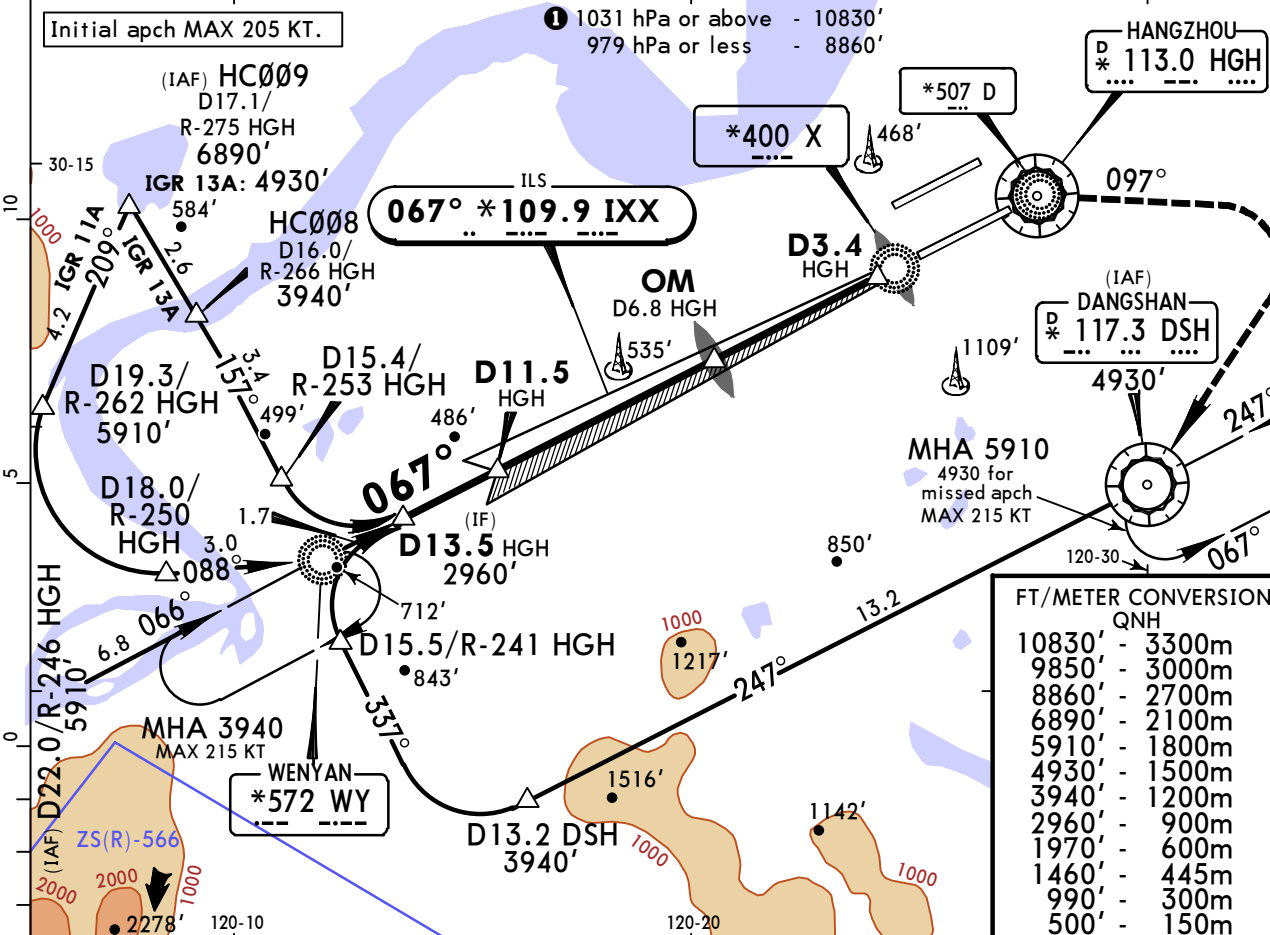 Initial apch MAX 205 KT.
❶ 1031 hPa or above - 10830'
979 hPa or less - 8860'
HANGZHOU
D
* 113.0 HGH
*507 D
*400 X
468'
(IAF) HCØØ9
D17.1/
R-275 HGH
6890'
IGR 13A: 4930'
584'
30-15
10
1000
IGR 11A
209°
4.2
IGR 13A
2.6
HCØØ8
D16.0/
R-266 HGH
3940'
ILS
067° *109.9 IXX
097°
D3.4
HGH
OM
D6.8 HGH
(IAF)
DANGSHAN
D
* 117.3 DSH
4930'
535'
1109'
3.4
157°
D15.4/
R-253 HGH
D11.5
HGH
D19.3/
R-262 HGH
5910'
499'
486'
247°
067°
MHA 5910
4930 for
missed apch
MAX 215 KT
5
D18.0/
R-250
HGH
1.7
3.0
088°
(IF)
D13.5 HGH
2960'
850'
067°
120-30
066°
6.8
712'
D15.5/R-241 HGH
843'
13.2
247°
1000
1217'
(IAF) D22.0/R-246 HGH
5910'
337°
MHA 3940
MAX 215 KT
0
WENYAN
*572 WY
D13.2 DSH
3940'
1516'
1000
1142'
1000
ZS(R)-566
1000
2000
2000
2278'
120-10
120-20
FT/METER CONVERSION
QNH
10830' - 3300m
9850' - 3000m
8860' - 2700m
6890' - 2100m
5910' - 1800m
4930' - 1500m
3940' - 1200m
2960' - 900m
1970' - 600m
1460' - 445m
990' - 300m
500' - 150m